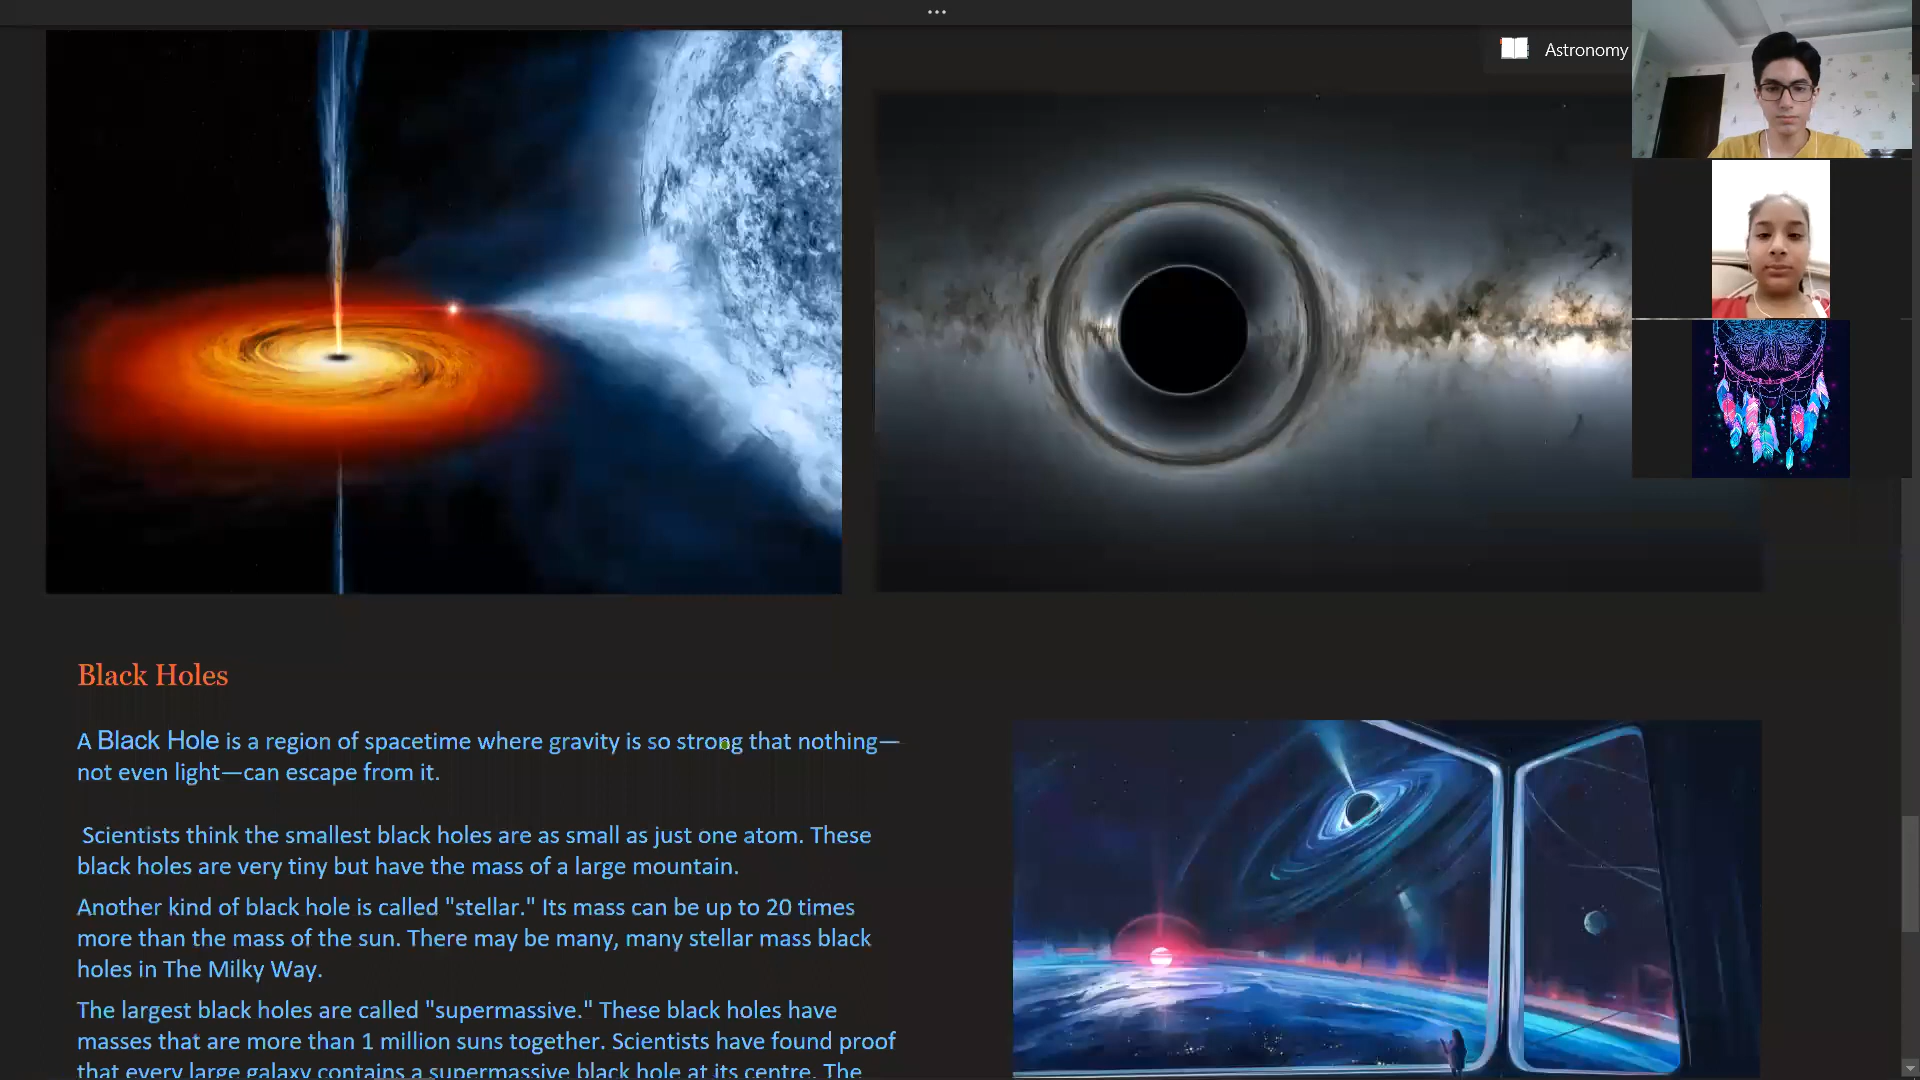 Astronomy
Black Holes
A Black Hole is a region of spacetime where gravity is so strong that nothing—
not even light—can escape from it.
Scientists think the smallest black holes are as small as just one atom. These
black holes are very tiny but have the mass of a large mountain.
Another kind of black hole is called "stellar." Its mass can be up to 20 times
more than the mass of the sun. There may be many, many stellar mass black
holes in The Milky Way.
The largest black holes are called "supermassive." These black holes have
masses that are more than 1 million suns together. Scientists have found proof
that every large galaxy contains a supermassive black hole at its centre. The